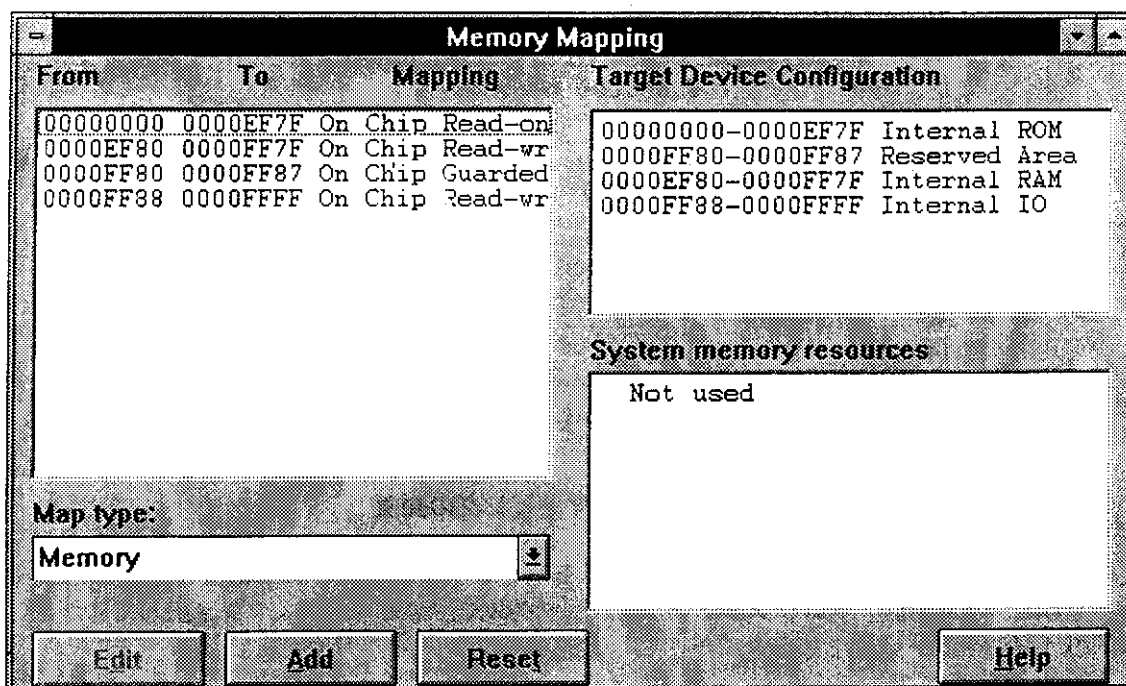 Memory Mapping
From To Mapping
00000000 0000EF7F On Chip Read-on
0000EF80 0000FF7F On Chip Read-wr
0000FF80 0000FF87 On Chip Guarded
0000FF88 0000FFFF On Chip Read-wr
Map type:
Memory
Target Device Configuration
00000000-0000EF7F Internal ROM
0000FF80-0000FF87 Reserved Area
0000EF80-0000FF7F Internal RAM
0000FF88-0000FFFF Internal IO
System memory resources
Not used
Edit Add Reset Help